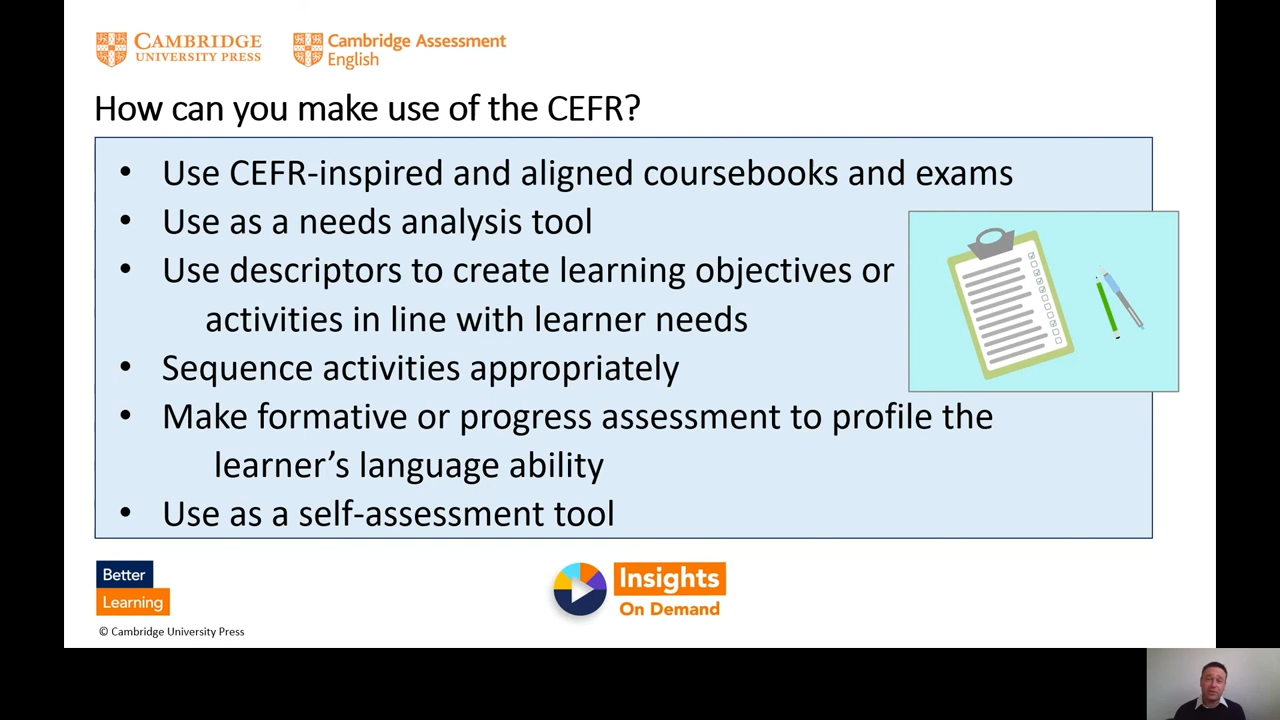 CAMBRIDGE
UNIVERSITY PRESS
Cambridge Assessment
English
How can you make use of the CEFR?
• Use CEFR-inspired and aligned coursebooks and exams
• Use as a needs analysis tool
• Use descriptors to create learning objectives or
activities in line with learner needs
• Sequence activities appropriately
• Make formative or progress assessment to profile the
learner’s language ability
• Use as a self-assessment tool
Better
Learning
Insights
On Demand
© Cambridge University Press